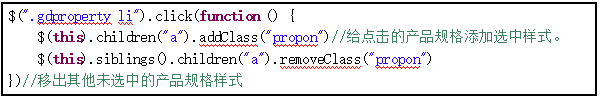 $(".gdproperty li").click(function () {
$(this).children("a").addClass("propon")//给点击的产品规格添加选中样式。
$(this).siblings().children("a").removeClass("propon")
})//移出其他未选中的产品规格样式